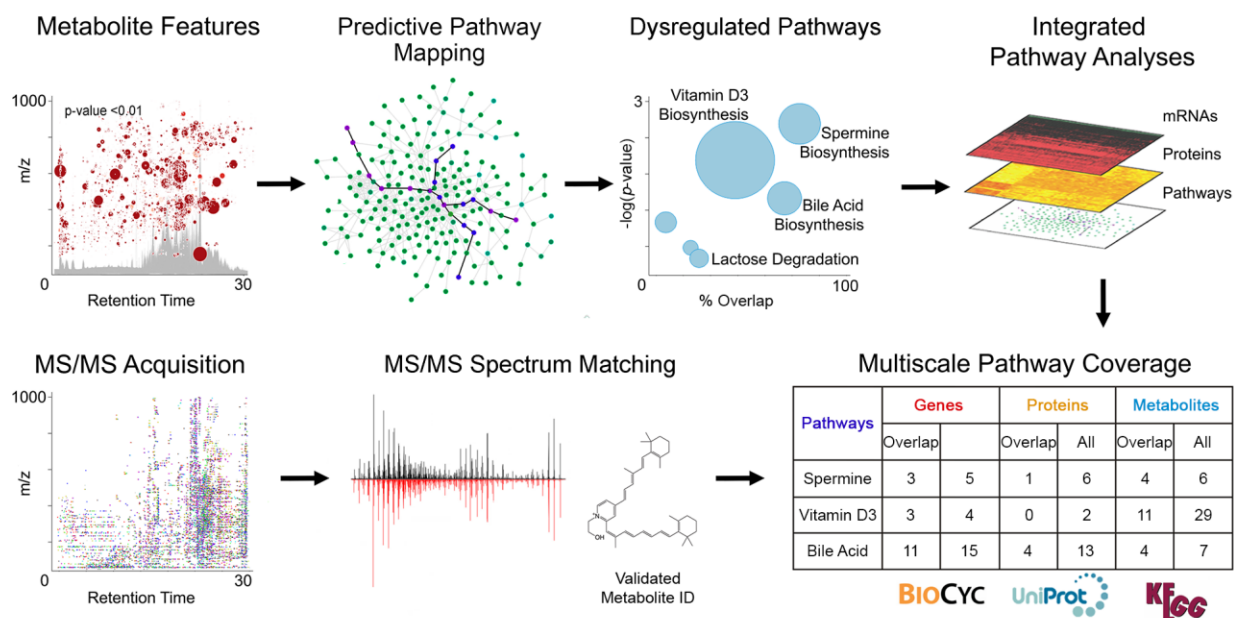 Metabolite Features
1000
p-value <0.01
m/z
0
30
Retention Time
Predictive Pathway
Mapping
Dysregulated Pathways
3
Vitamin D3
Biosynthesis
Spermine
Biosynthesis
-log(p-value)
Bile Acid
Biosynthesis
Lactose Degradation
0
100
% Overlap
Integrated
Pathway Analyses
mRNAs
Proteins
Pathways
MS/MS Acquisition
1000
m/z
0
30
Retention Time
MS/MS Spectrum Matching
N+
OH
Validated
Metabolite ID
Multiscale Pathway Coverage
Pathways Genes Proteins Metabolites
Overlap Overlap All Overlap All
Spermine 3 5 1 6 4 6
Vitamin D3 3 4 0 2 11 29
Bile Acid 11 15 4 13 4 7
BIOCYC
UniProt
KEGG